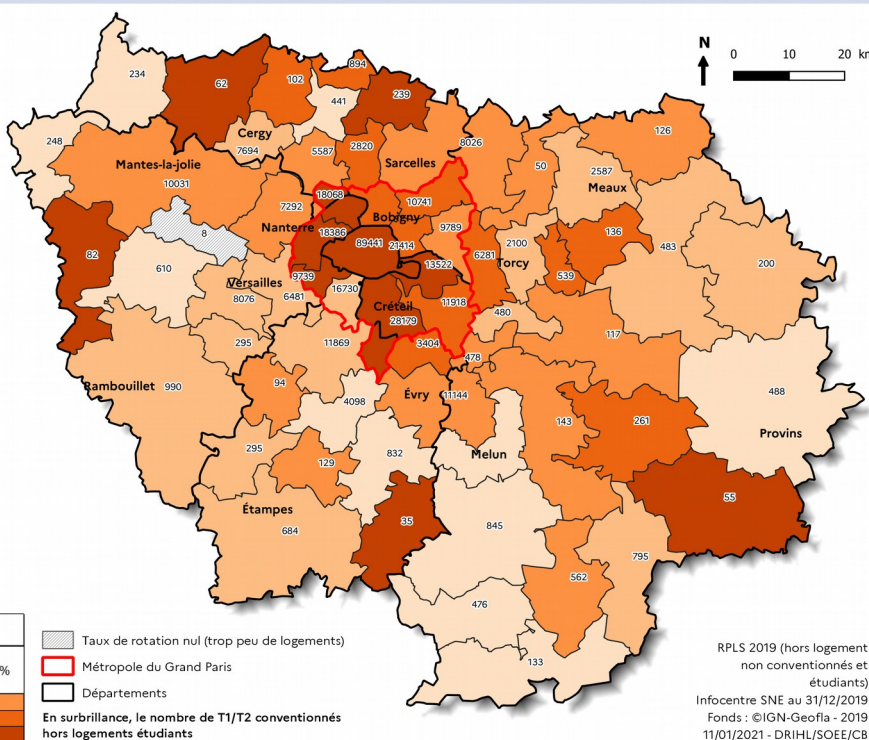 N
0 10 20 km
234
62
102
894
441
239
248
Cergy
7694
5587
2820
Sarcelles
8026
126
50
2587
Meaux
Mantes-la-jolie
10031
18068
10741
7292
Nanterre
Bobigny
8
18386
89441
21414
9789
6281
2100
Torcy
136
539
483
200
82
610
Versailles
8076
6481
9739
16730
13522
Créteil
28179
11918
480
117
295
11869
3404
478
Rambouillet
990
94
4098
Évry
11144
143
261
488
Provins
295
129
832
Melun
Étampes
684
35
845
55
795
562
476
133
%
Taux de rotation nul (trop peu de logements)
Métropole du Grand Paris
Départements
En surbrillance, le nombre de T1/T2 conventionnés
hors logements étudiants
RPLS 2019 (hors logement
non conventionnés et
étudiants)
Infocentre SNE au 31/12/2019
Fonds : ©IGN-Geofla - 2019
11/01/2021 - DRIHL/SOEE/CB